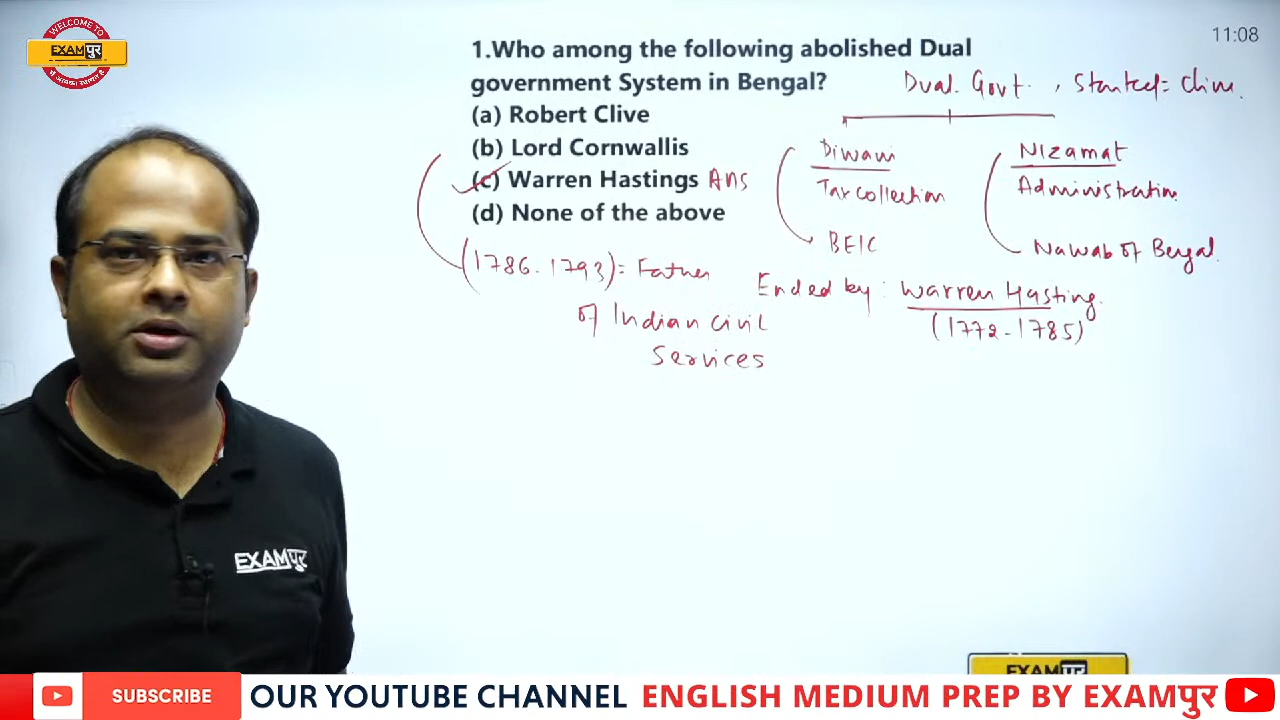 WELCOME TO
EXAMपुर
11:08
1.Who among the following abolished Dual
government System in Bengal?
(a) Robert Clive
(b) Lord Cornwallis
(c) Warren Hastings Ans
(d) None of the above
Dual Govt. , Started= Clive.
Diwani
Tax collection
BEIC
Nizamat
Administration
Nawab of Bengal.
(1786-1793)= Father
of Indian civil
Services
Ended by: Warren Hasting.
(1772-1785)
EXAMपुर
EXAMपुर
SUBSCRIBE
OUR YOUTUBE CHANNEL ENGLISH MEDIUM PREP BY EXAMपुर